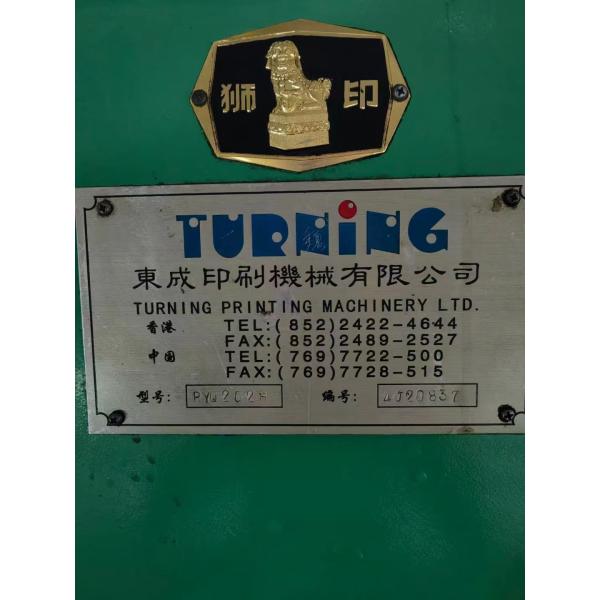 狮 印
TURNING
東成印刷機械有限公司
TURNING PRINTING MACHINERY LTD.
香港 TEL:(852)2422-4644
FAX:(852)2489-2527
中国 TEL:(769)7722-500
FAX:(769)7728-515
型号: 编号: